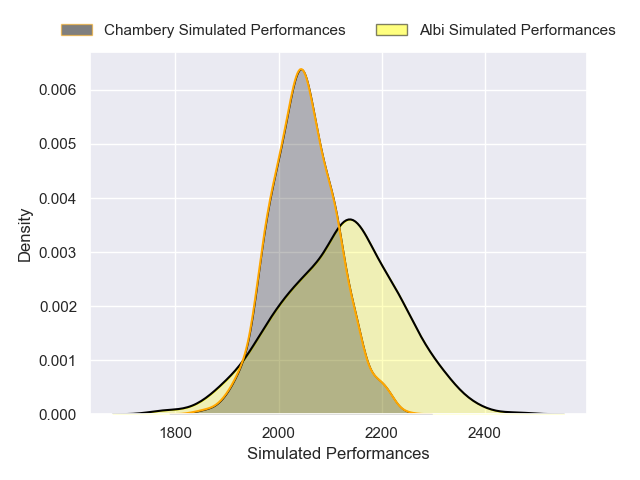 Chambery Simulated Performances Albi Simulated Performances
0.006
0.005
0.004
0.003
0.002
0.001
0.000
Density
1800 2000 2200 2400
Simulated Performances